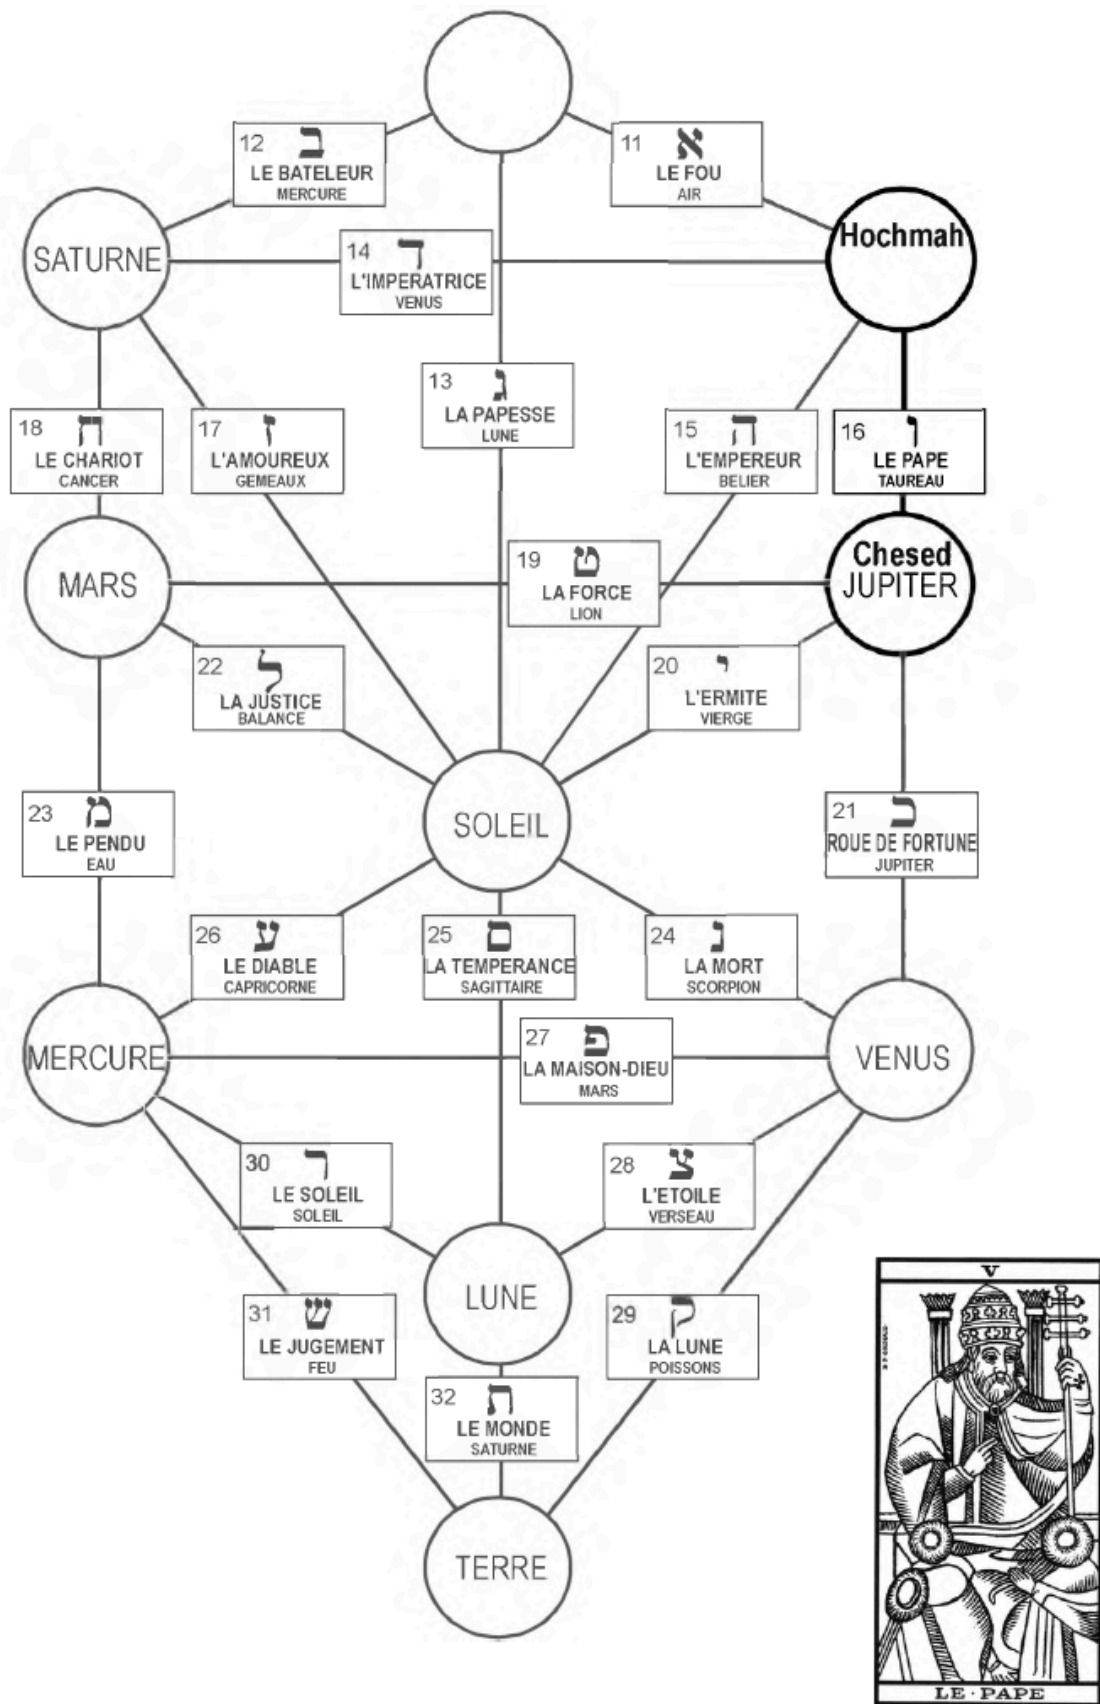 12 ב
LE BATELEUR
MERCURE
11 א
LE FOU
AIR
SATURNE
14 ד
L'IMPERATRICE
VENUS
Hochmah
13 ג
LA PAPESSE
LUNE
18 ח
LE CHARIOT
CANCER
17 ז
L'AMOUREUX
GEMEAUX
15 ה
L'EMPEREUR
BELIER
16 ו
LE PAPE
TAUREAU
MARS
19 ט
LA FORCE
LION
Chesed
JUPITER
22 ל
LA JUSTICE
BALANCE
20 י
L'ERMITE
VIERGE
SOLEIL
23 מ
LE PENDU
EAU
21 כ
ROUE DE FORTUNE
JUPITER
26 ע
LE DIABLE
CAPRICORNE
25 ם
LA TEMPERANCE
SAGITTAIRE
24 נ
LA MORT
SCORPION
MERCURE
27 פ
LA MAISON-DIEU
MARS
VENUS
30 ר
LE SOLEIL
SOLEIL
28 צ
L'ETOILE
VERSEAU
LUNE
31 ש
LE JUGEMENT
FEU
29 ק
LA LUNE
POISSONS
32 ת
LE MONDE
SATURNE
TERRE
V
LE·PAPE